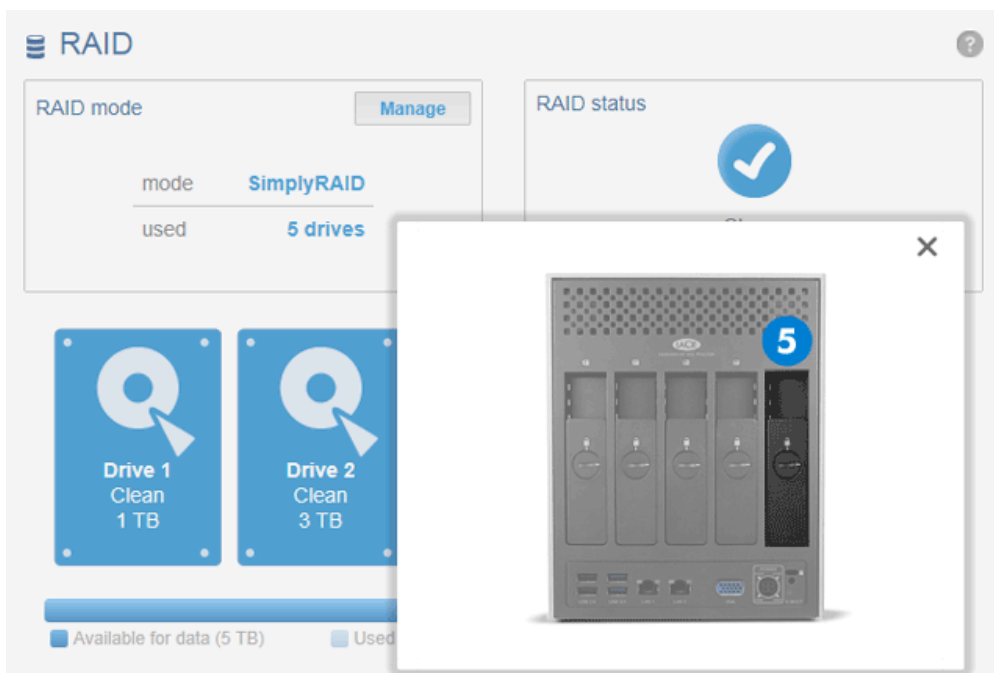 RAID
?
RAID mode
Manage
mode
SimplyRAID
used
5 drives
RAID status
5
LACIE
Drive 1
Clean
1 TB
Drive 2
Clean
3 TB
Available for data (5 TB)
Used